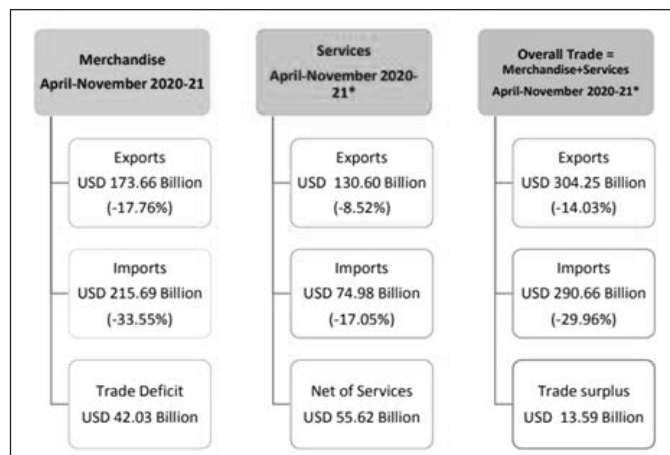 Merchandise
April-November 2020-21
Exports
USD 173.66 Billion
(-17.76%)
Imports
USD 215.69 Billion
(-33.55%)
Trade Deficit
USD 42.03 Billion
Services
April-November 2020-
21*
Exports
USD 130.60 Billion
(-8.52%)
Imports
USD 74.98 Billion
(-17.05%)
Net of Services
USD 55.62 Billion
Overall Trade =
Merchandise+Services
April-November 2020-21*
Exports
USD 304.25 Billion
(-14.03%)
Imports
USD 290.66 Billion
(-29.96%)
Trade surplus
USD 13.59 Billion